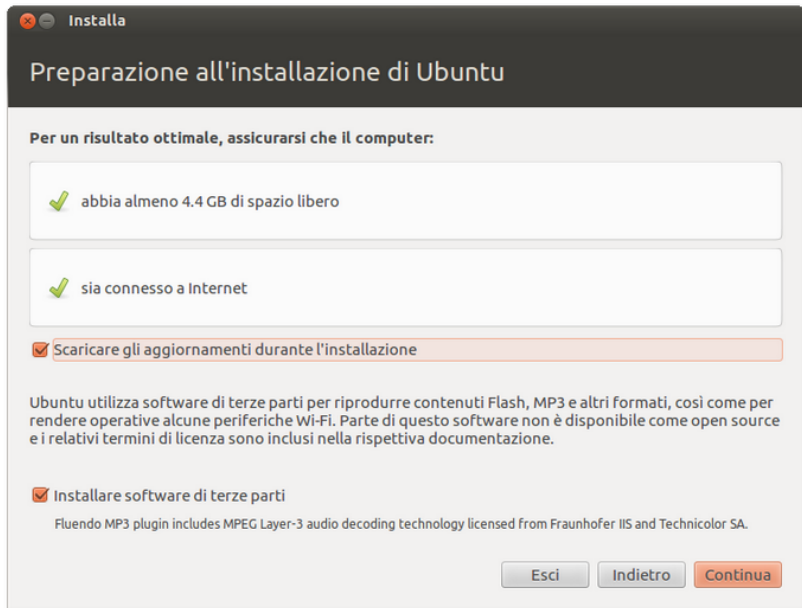 Installa
Preparazione all'installazione di Ubuntu
Per un risultato ottimale, assicurarsi che il computer:
abbia almeno 4.4 GB di spazio libero
sia connesso a Internet
Scaricare gli aggiornamenti durante l'installazione
Ubuntu utilizza software di terze parti per riprodurre contenuti Flash, MP3 e altri formati, così come per
rendere operative alcune periferiche Wi-Fi. Parte di questo software non è disponibile come open source
e i relativi termini di licenza sono inclusi nella rispettiva documentazione.
Installare software di terze parti
Fluendo MP3 plugin includes MPEG Layer-3 audio decoding technology licensed from Fraunhofer IIS and Technicolor SA.
Esci Indietro Continua